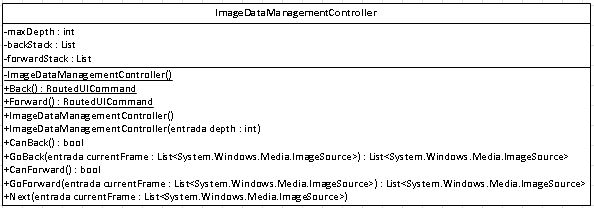 ImageDataManagementController
-maxDepth : int
-backStack : List
-forwardStack : List
-ImageDataManagementController()
+Back() : RoutedUICommand
+Forward() : RoutedUICommand
+ImageDataManagementController()
+ImageDataManagementController(entrada depth : int)
+CanBack() : bool
+GoBack(entrada currentFrame : List<System.Windows.Media.ImageSource>) : List<System.Windows.Media.ImageSource>
+CanForward() : bool
+GoForward(entrada currentFrame : List<System.Windows.Media.ImageSource>) : List<System.Windows.Media.ImageSource>
+Next(entrada currentFrame : List<System.Windows.Media.ImageSource>)